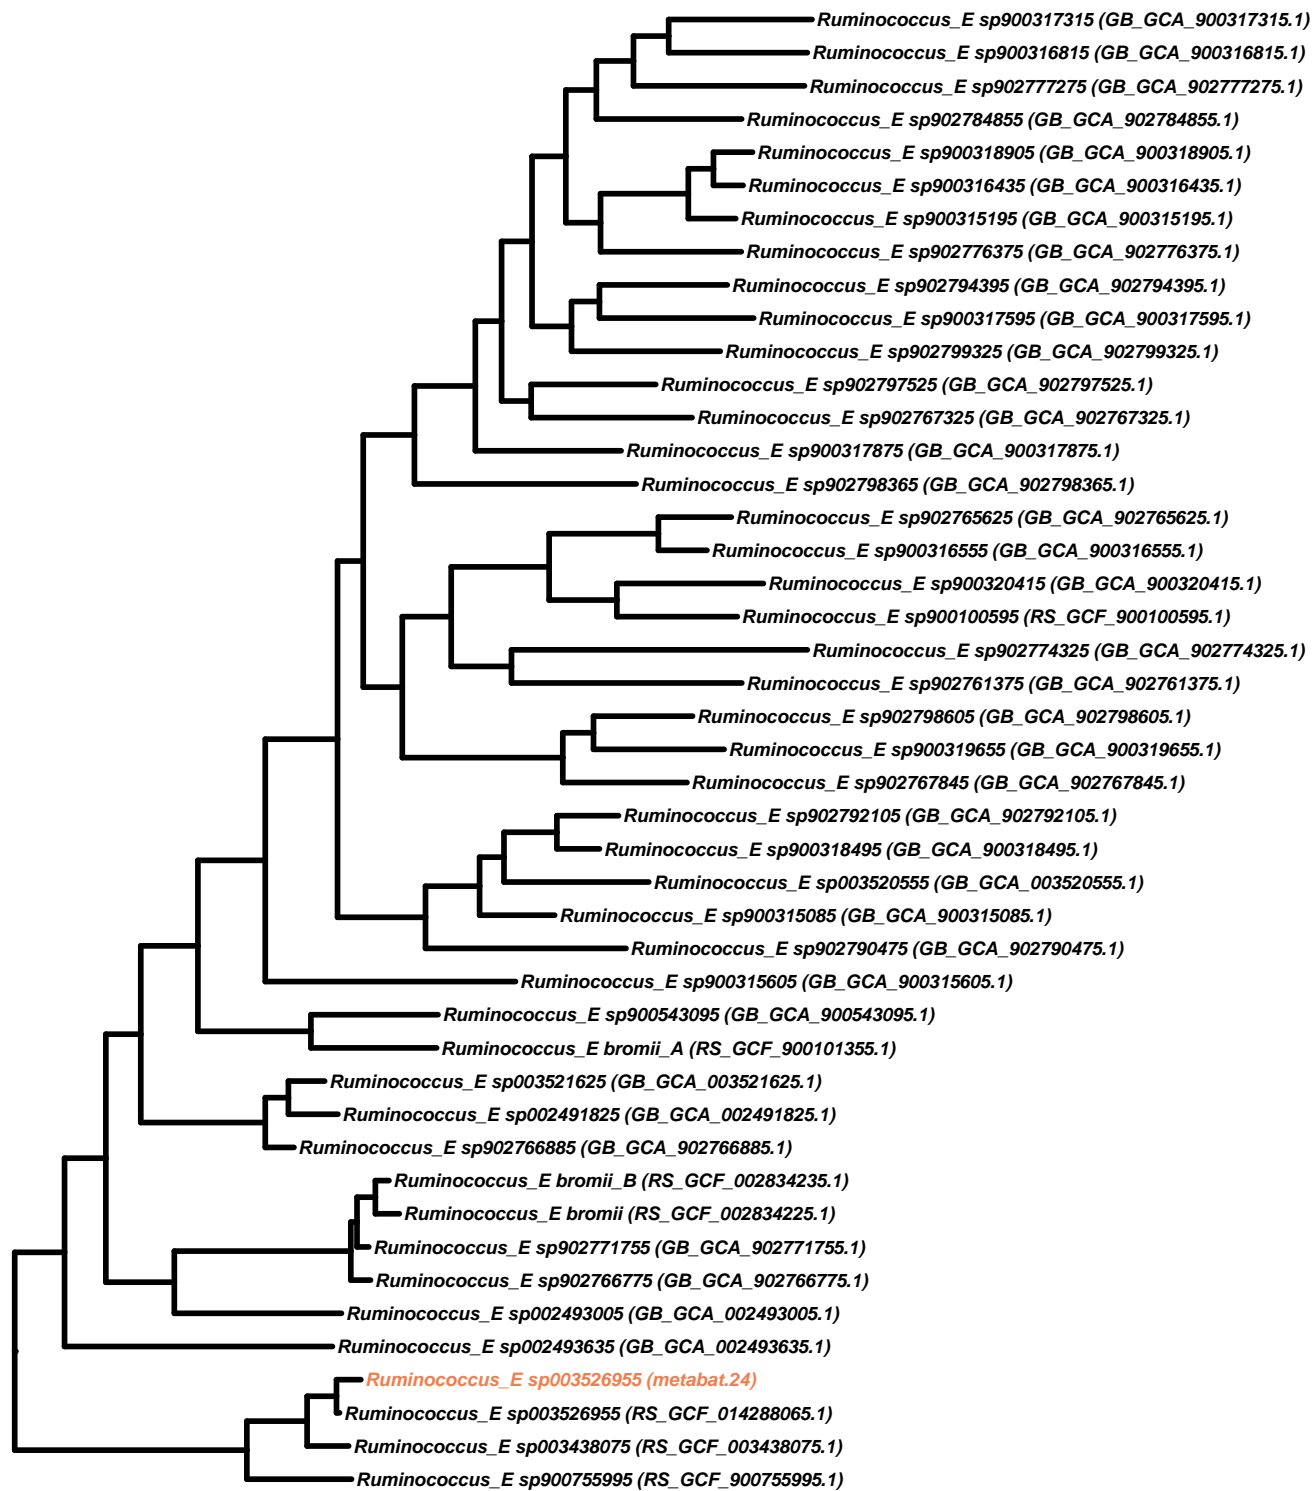 Ruminococcus_E sp900317315 (GB_GCA_900317315.1)
Ruminococcus_E sp900316815 (GB_GCA_900316815.1)
Ruminococcus_E sp902777275 (GB_GCA_902777275.1)
Ruminococcus_E sp902784855 (GB_GCA_902784855.1)
Ruminococcus_E sp900318905 (GB_GCA_900318905.1)
Ruminococcus_E sp900316435 (GB_GCA_900316435.1)
Ruminococcus_E sp900315195 (GB_GCA_900315195.1)
Ruminococcus_E sp902776375 (GB_GCA_902776375.1)
Ruminococcus_E sp902794395 (GB_GCA_902794395.1)
Ruminococcus_E sp900317595 (GB_GCA_900317595.1)
Ruminococcus_E sp902799325 (GB_GCA_902799325.1)
Ruminococcus_E sp902797525 (GB_GCA_902797525.1)
Ruminococcus_E sp902767325 (GB_GCA_902767325.1)
Ruminococcus_E sp900317875 (GB_GCA_900317875.1)
Ruminococcus_E sp902798365 (GB_GCA_902798365.1)
Ruminococcus_E sp902765625 (GB_GCA_902765625.1)
Ruminococcus_E sp900316555 (GB_GCA_900316555.1)
Ruminococcus_E sp900320415 (GB_GCA_900320415.1)
Ruminococcus_E sp900100595 (RS_GCF_900100595.1)
Ruminococcus_E sp902774325 (GB_GCA_902774325.1)
Ruminococcus_E sp902761375 (GB_GCA_902761375.1)
Ruminococcus_E sp902798605 (GB_GCA_902798605.1)
Ruminococcus_E sp900319655 (GB_GCA_900319655.1)
Ruminococcus_E sp902767845 (GB_GCA_902767845.1)
Ruminococcus_E sp902792105 (GB_GCA_902792105.1)
Ruminococcus_E sp900318495 (GB_GCA_900318495.1)
Ruminococcus_E sp003520555 (GB_GCA_003520555.1)
Ruminococcus_E sp900315085 (GB_GCA_900315085.1)
Ruminococcus_E sp902790475 (GB_GCA_902790475.1)
Ruminococcus_E sp900315605 (GB_GCA_900315605.1)
Ruminococcus_E sp900543095 (GB_GCA_900543095.1)
Ruminococcus_E bromii_A (RS_GCF_900101355.1)
Ruminococcus_E sp003521625 (GB_GCA_003521625.1)
Ruminococcus_E sp002491825 (GB_GCA_002491825.1)
Ruminococcus_E sp902766885 (GB_GCA_902766885.1)
Ruminococcus_E bromii_B (RS_GCF_002834235.1)
Ruminococcus_E bromii (RS_GCF_002834225.1)
Ruminococcus_E sp902771755 (GB_GCA_902771755.1)
Ruminococcus_E sp902766775 (GB_GCA_902766775.1)
Ruminococcus_E sp002493005 (GB_GCA_002493005.1)
Ruminococcus_E sp002493635 (GB_GCA_002493635.1)
Ruminococcus_E sp003526955 (metabat.24)
Ruminococcus_E sp003526955 (RS_GCF_014288065.1)
Ruminococcus_E sp003438075 (RS_GCF_003438075.1)
Ruminococcus_E sp900755995 (RS_GCF_900755995.1)